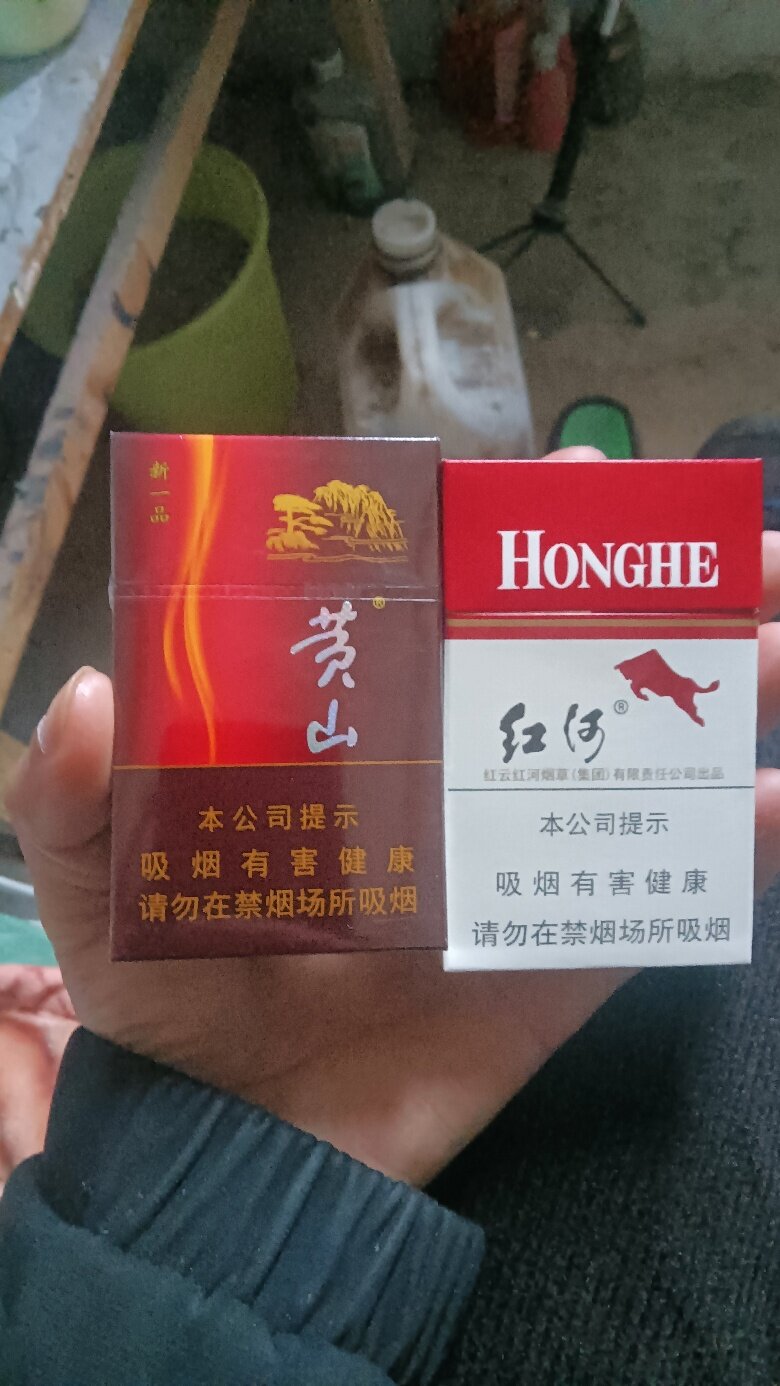 新一品
黄山®
本公司提示
吸烟有害健康
请勿在禁烟场所吸烟
HONGHE
红河®
红云红河烟草(集团)有限责任公司出品
本公司提示
吸烟有害健康
请勿在禁烟场所吸烟